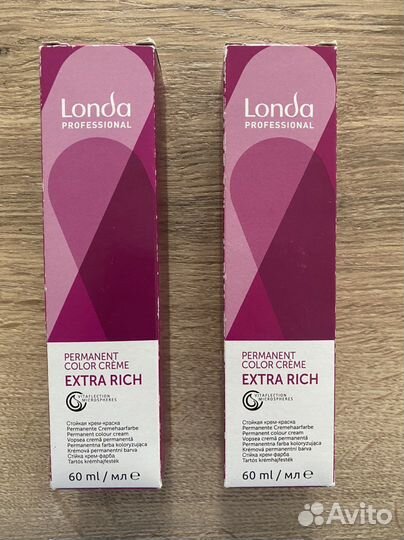 Londa
PROFESSIONAL
PERMANENT
COLOR CRÈME
EXTRA RICH
VITAFLECTION
MICROSPHERES
Стойкая крем-краска
Permanente Cremehaarfarbe
Permanent colour cream
Vopsea cremă permanentă
Permanentna farba koloryzująca
Krémová permanentní barva
Стійка крем-фарба
Tartós krémhajfesték
60 ml / мл e
Londa
PROFESSIONAL
PERMANENT
COLOR CRÈME
EXTRA RICH
VITAFLECTION
MICROSPHERES
Стойкая крем-краска
Permanente Cremehaarfarbe
Permanent colour cream
Vopsea cremă permanentă
Permanentna farba koloryzująca
Krémová permanentní barva
Стійка крем-фарба
Tartós krémhajfesték
60 ml / мл e
Avito